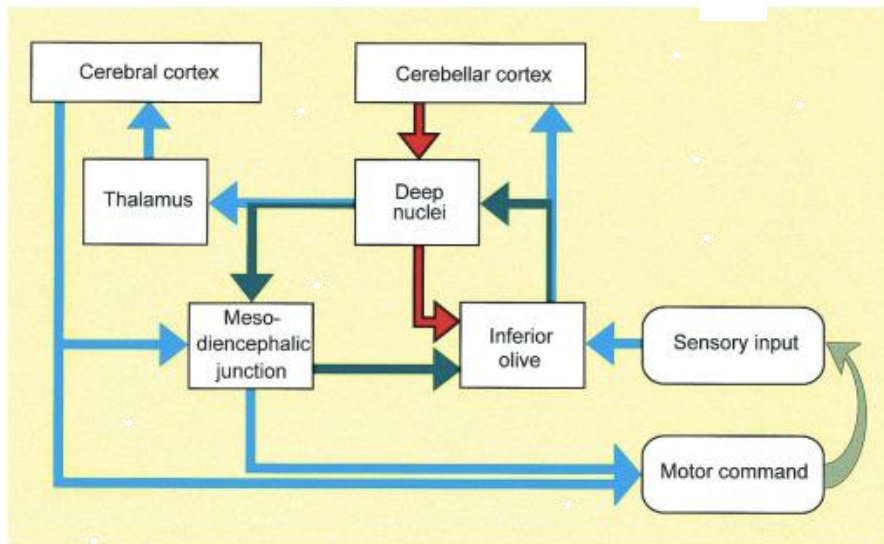 Cerebral cortex
Cerebellar cortex
Thalamus
Deep
nuclei
Meso-
diencephalic
junction
Inferior
olive
Sensory input
Motor command